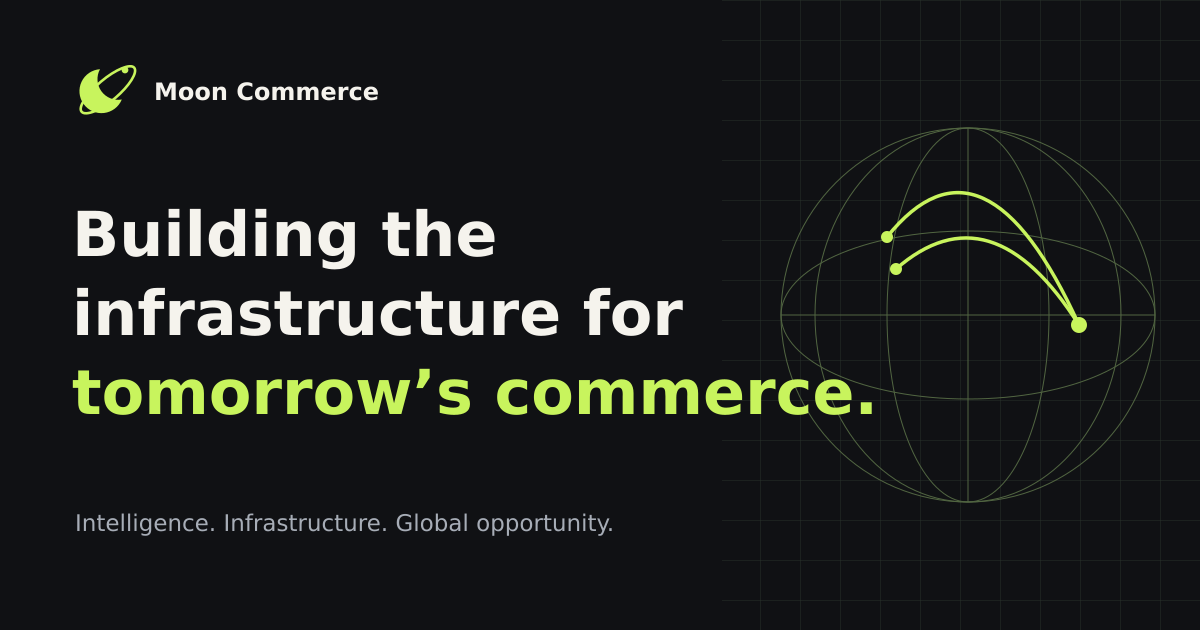 Moon Commerce
Building the
infrastructure for
tomorrow’s commerce.
Intelligence. Infrastructure. Global opportunity.